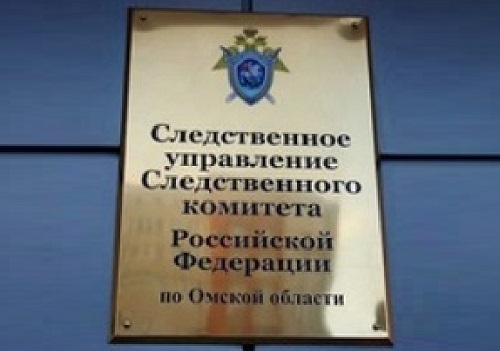 Следственное
управление
Следственного
комитета
Российской
Федерации
по Омской области